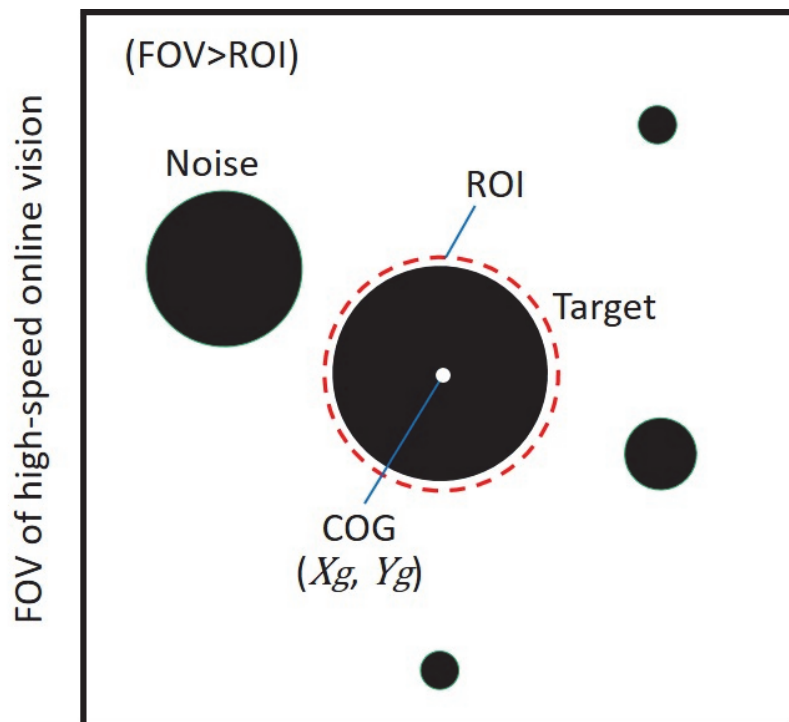 FOV of high-speed online vision
(FOV>ROI)
Noise
ROI
Target
COG
(Xg, Yg)